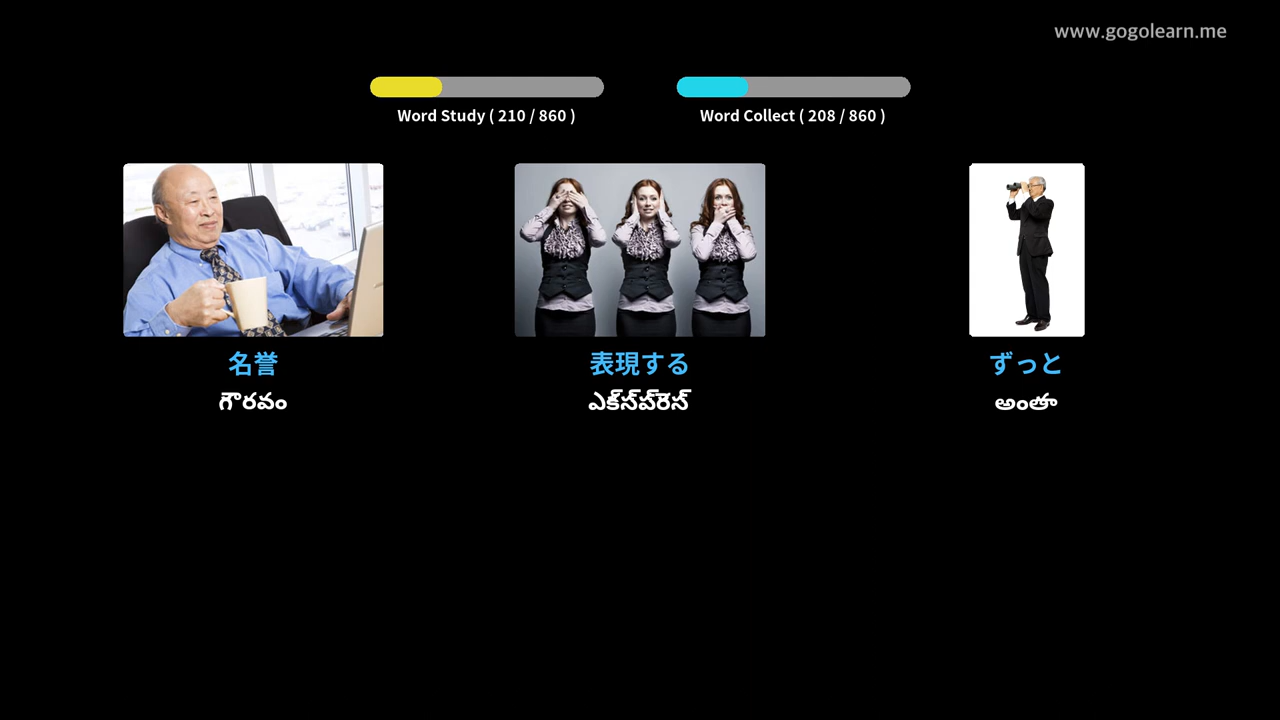 www.gogolearn.me
Word Study ( 210 / 860 )
Word Collect ( 208 / 860 )
名誉
表現する
ずっと
గౌరవం
ఎక్‌స్‌ప్‌రెస్
అంతా